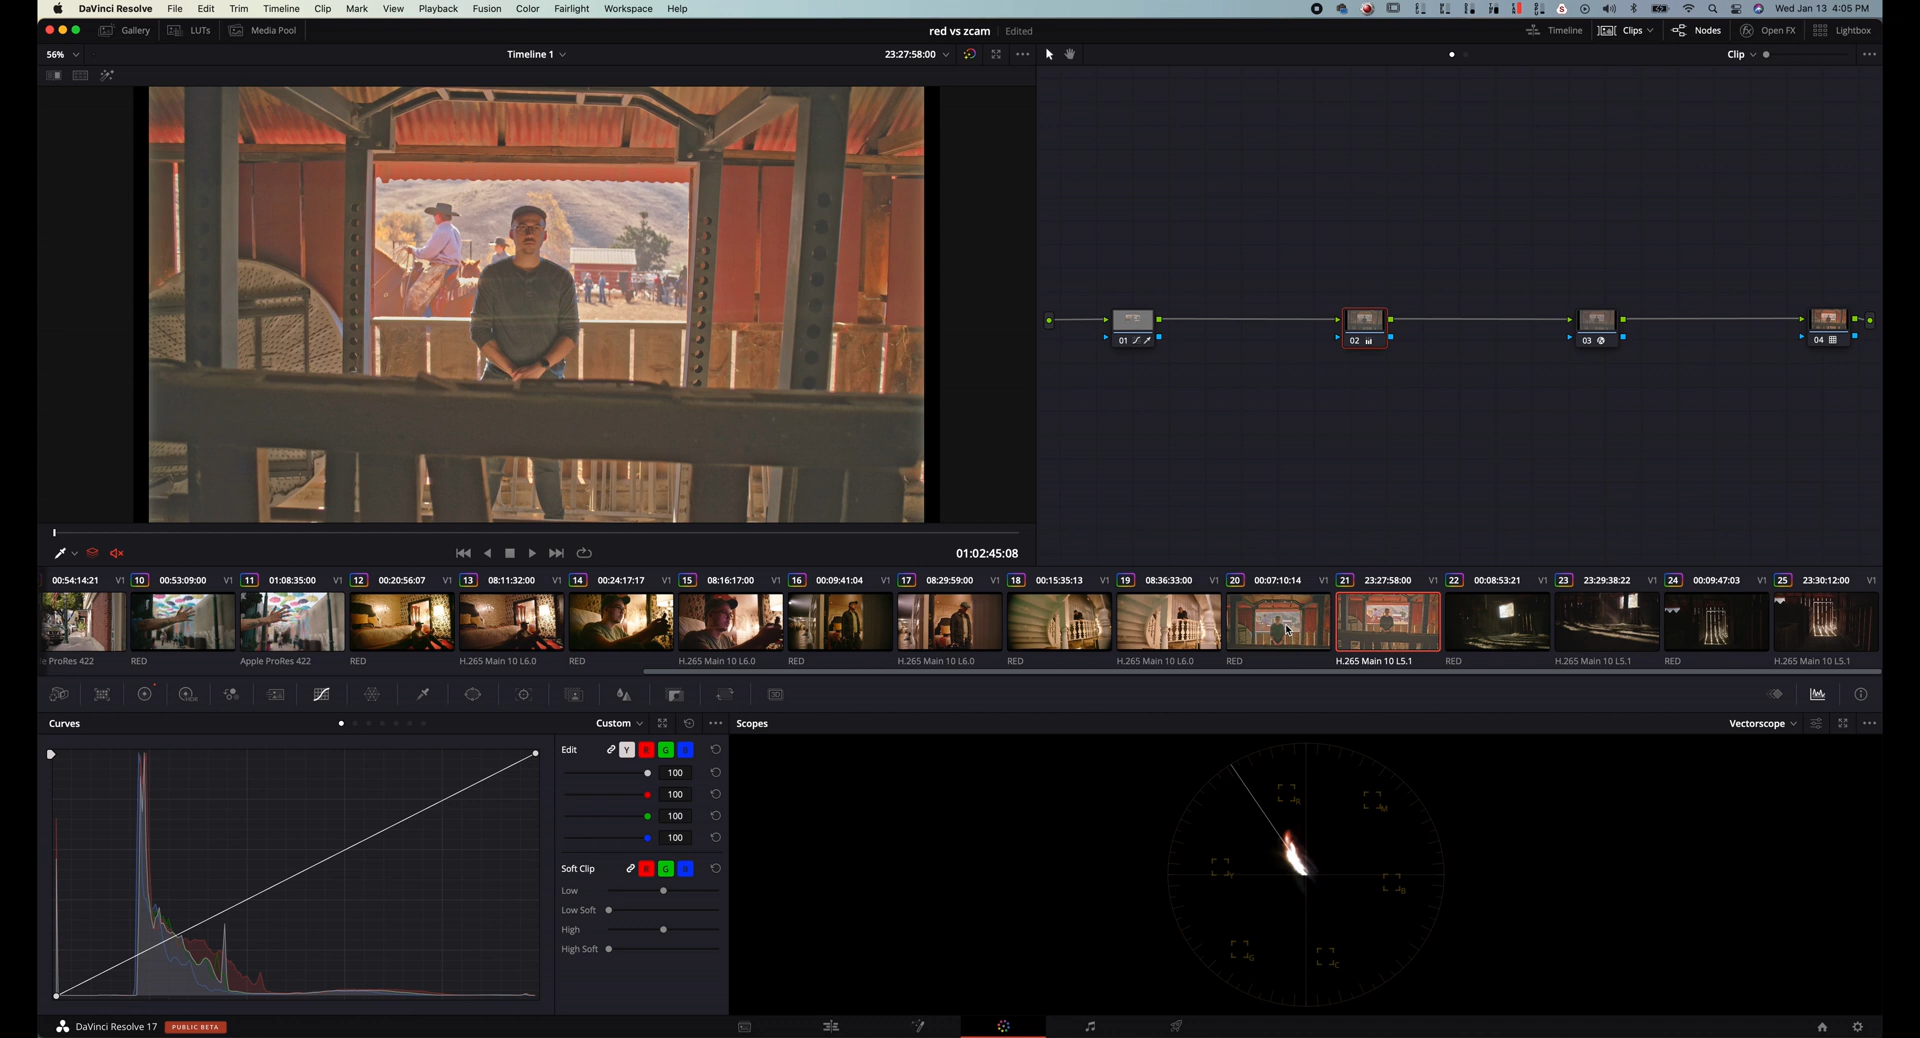 DaVinci Resolve File Edit Trim Timeline Clip Mark View Playback Fusion Color Fairlight Workspace Help
Wed Jan 13 4:05 PM
Gallery LUTs Media Pool
red vs zcam Edited
Timeline Clips Nodes Open FX Lightbox
56% Timeline 1 23:27:58:00
Clip
01 02 03 04
01:02:45:08
00:54:14:21 V1 10 00:53:09:00 V1 11 01:08:35:00 V1 12 00:20:56:07 V1 13 08:11:32:00 V1 14 00:24:17:17 V1 15 08:16:17:00 V1 16 00:09:41:04 V1 17 08:29:59:00 V1 18 00:15:35:13 V1 19 08:36:33:00 V1 20 00:07:10:14 V1 21 23:27:58:00 V1 22 00:08:53:21 V1 23 23:29:38:22 V1 24 00:09:47:03 V1 25 23:30:12:00 V1
e ProRes 422 RED Apple ProRes 422 RED H.265 Main 10 L6.0 RED H.265 Main 10 L6.0 RED H.265 Main 10 L6.0 RED H.265 Main 10 L6.0 RED H.265 Main 10 L5.1 RED H.265 Main 10 L5.1 RED H.265 Main 10 L5.1
HDR
3D
Curves Custom Scopes Vectorscope
Edit Y R G B
100
100
100
100
Soft Clip R G B
Low
Low Soft
High
High Soft
R M
Y B
G C
DaVinci Resolve 17 PUBLIC BETA